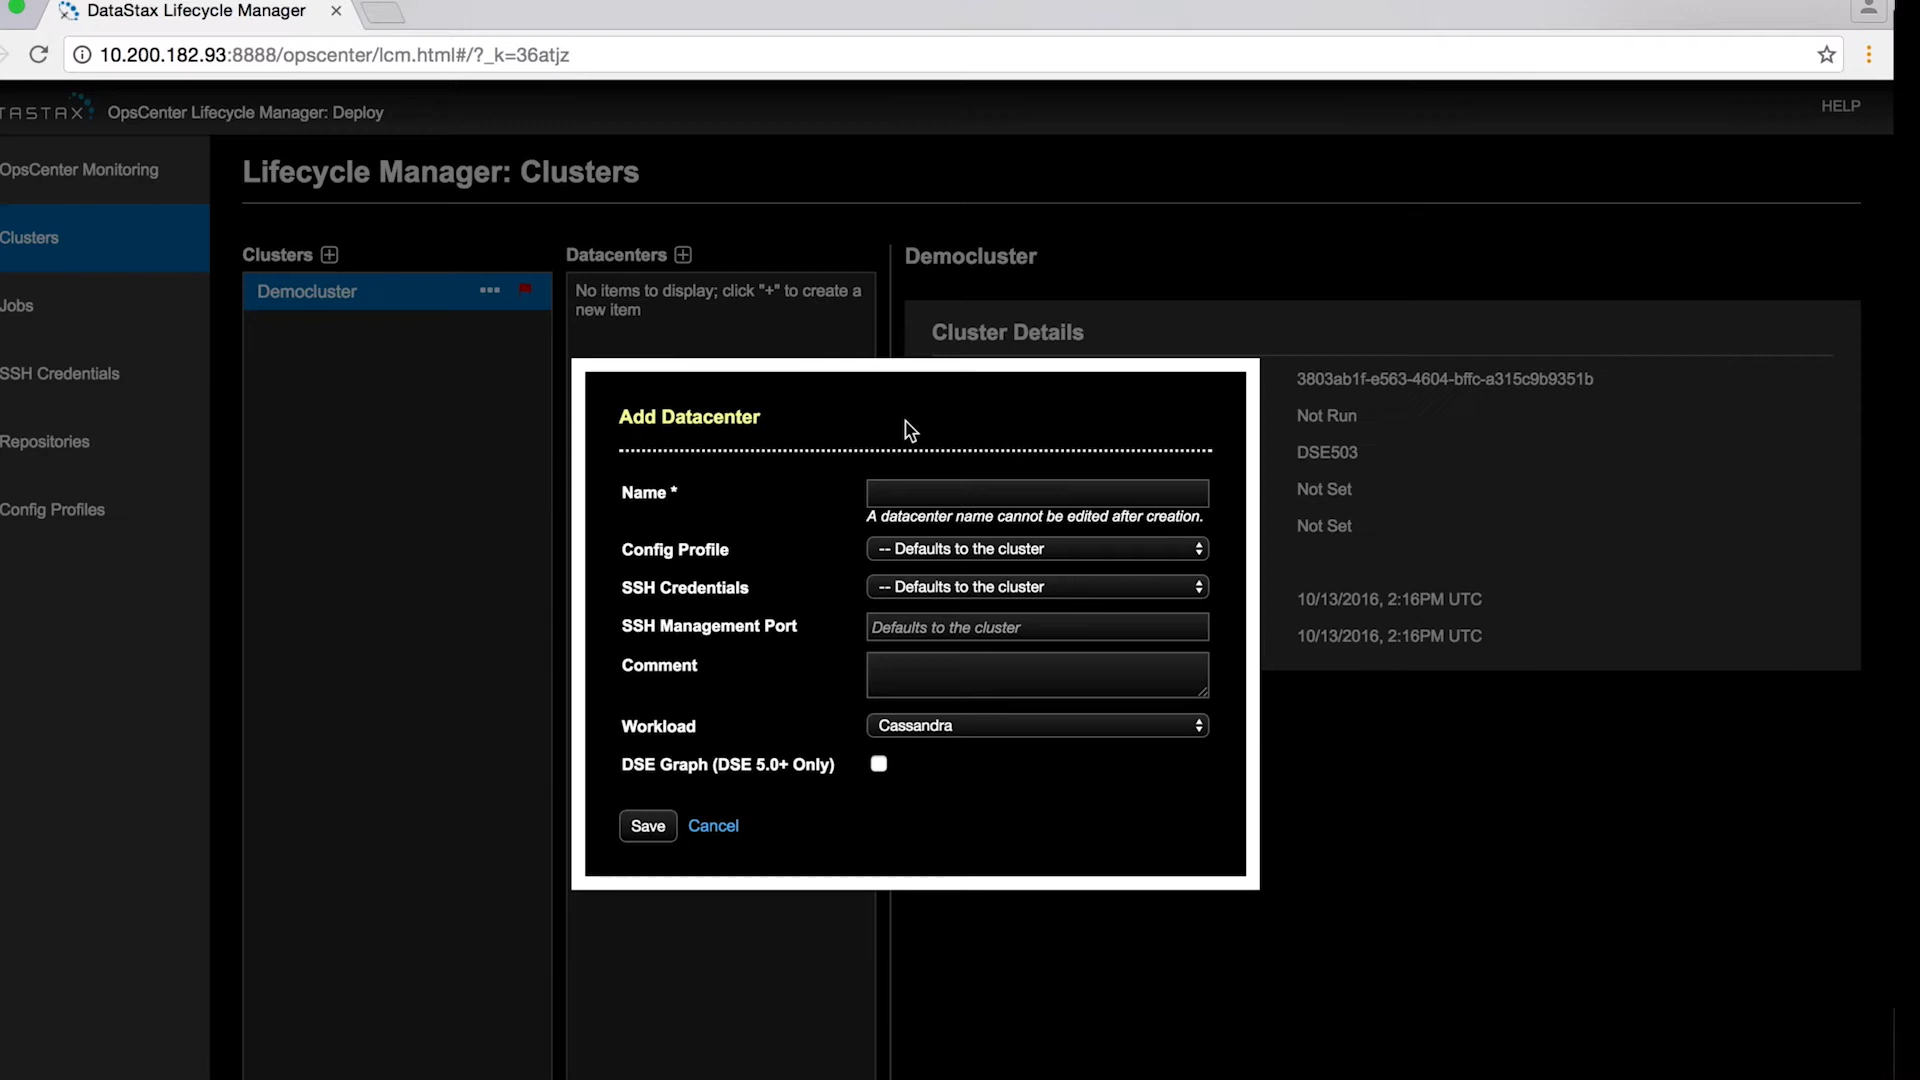 DataStax Lifecycle Manager
10.200.182.93:8888/opscenter/lcm.html#/?_k=36atjz
TASTAX OpsCenter Lifecycle Manager: Deploy
HELP
OpsCenter Monitoring
Clusters
Jobs
SSH Credentials
Repositories
Config Profiles
Lifecycle Manager: Clusters
Clusters
Democluster
Datacenters
No items to display; click "+" to create a
new item
Democluster
Cluster Details
3803ab1f-e563-4604-bffc-a315c9b9351b
Not Run
DSE503
Not Set
Not Set
10/13/2016, 2:16PM UTC
10/13/2016, 2:16PM UTC
Add Datacenter
Name *
A datacenter name cannot be edited after creation.
Config Profile -- Defaults to the cluster
SSH Credentials -- Defaults to the cluster
SSH Management Port Defaults to the cluster
Comment
Workload Cassandra
DSE Graph (DSE 5.0+ Only)
Save Cancel